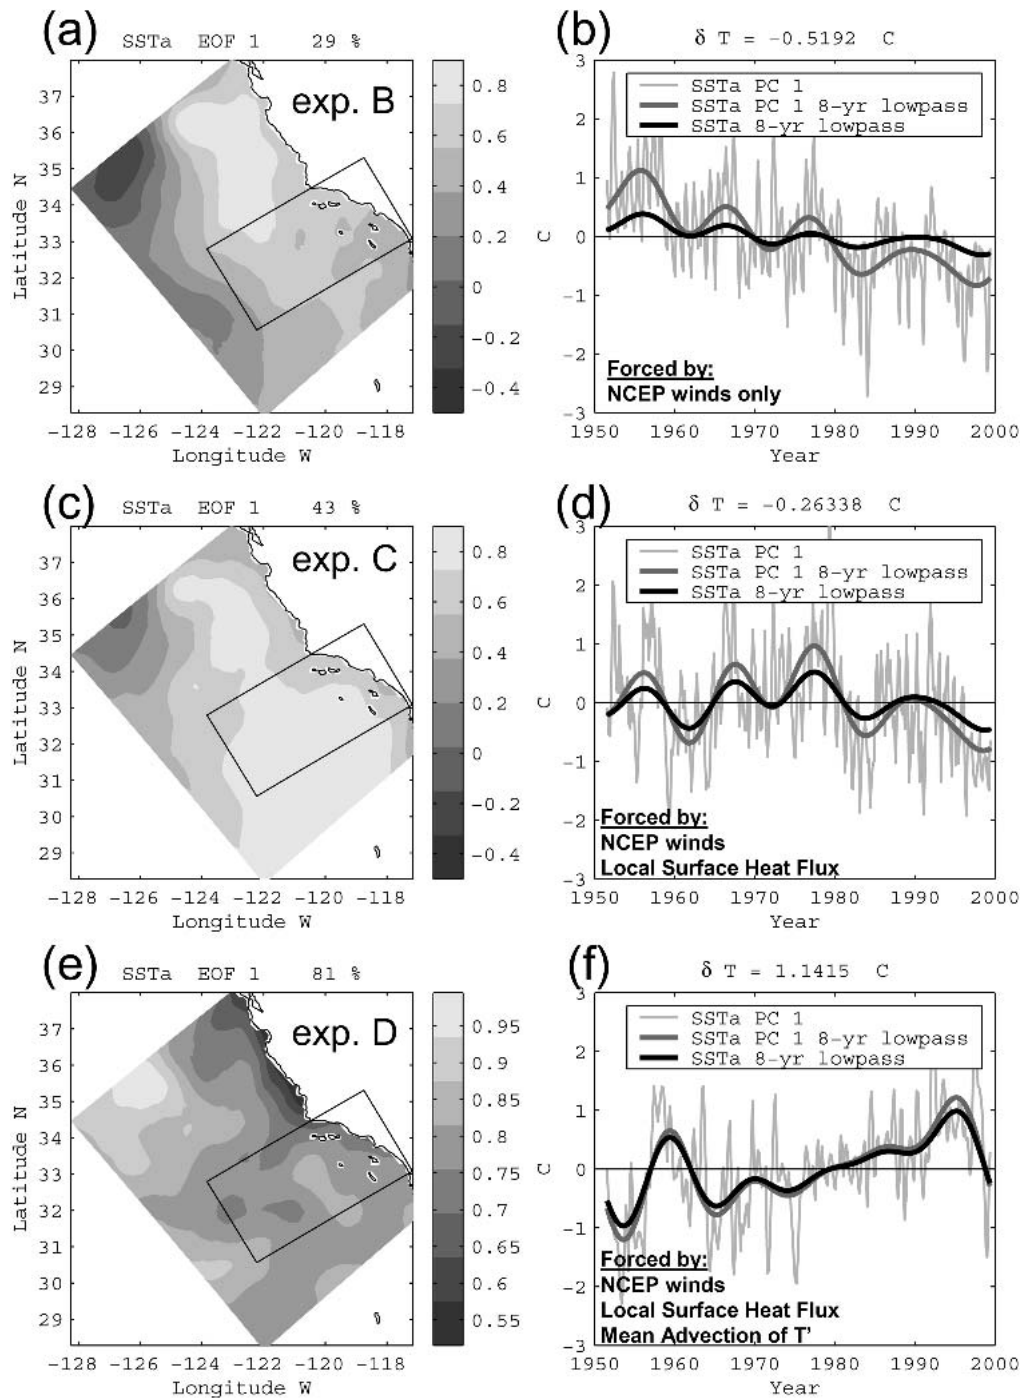 (a)
SSTa EOF 1 29 %
exp. B
37
36
35
34
33
32
31
30
29
Latitude N
-128 -126 -124 -122 -120 -118
Longitude W
0.8
0.6
0.4
0.2
0
-0.2
-0.4
(b)
δ T = -0.5192 C
SSTa PC 1
SSTa PC 1 8-yr lowpass
SSTa 8-yr lowpass
3
2
1
0
-1
-2
-3
C
Forced by:
NCEP winds only
1950 1960 1970 1980 1990 2000
Year
(c)
SSTa EOF 1 43 %
exp. C
37
36
35
34
33
32
31
30
29
Latitude N
-128 -126 -124 -122 -120 -118
Longitude W
0.8
0.6
0.4
0.2
0
-0.2
-0.4
(d)
δ T = -0.26338 C
SSTa PC 1
SSTa PC 1 8-yr lowpass
SSTa 8-yr lowpass
3
2
1
0
-1
-2
-3
C
Forced by:
NCEP winds
Local Surface Heat Flux
1950 1960 1970 1980 1990 2000
Year
(e)
SSTa EOF 1 81 %
exp. D
37
36
35
34
33
32
31
30
29
Latitude N
-128 -126 -124 -122 -120 -118
Longitude W
0.95
0.9
0.85
0.8
0.75
0.7
0.65
0.6
0.55
(f)
δ T = 1.1415 C
SSTa PC 1
SSTa PC 1 8-yr lowpass
SSTa 8-yr lowpass
3
2
1
0
-1
-2
-3
C
Forced by:
NCEP winds
Local Surface Heat Flux
Mean Advection of T'
1950 1960 1970 1980 1990 2000
Year